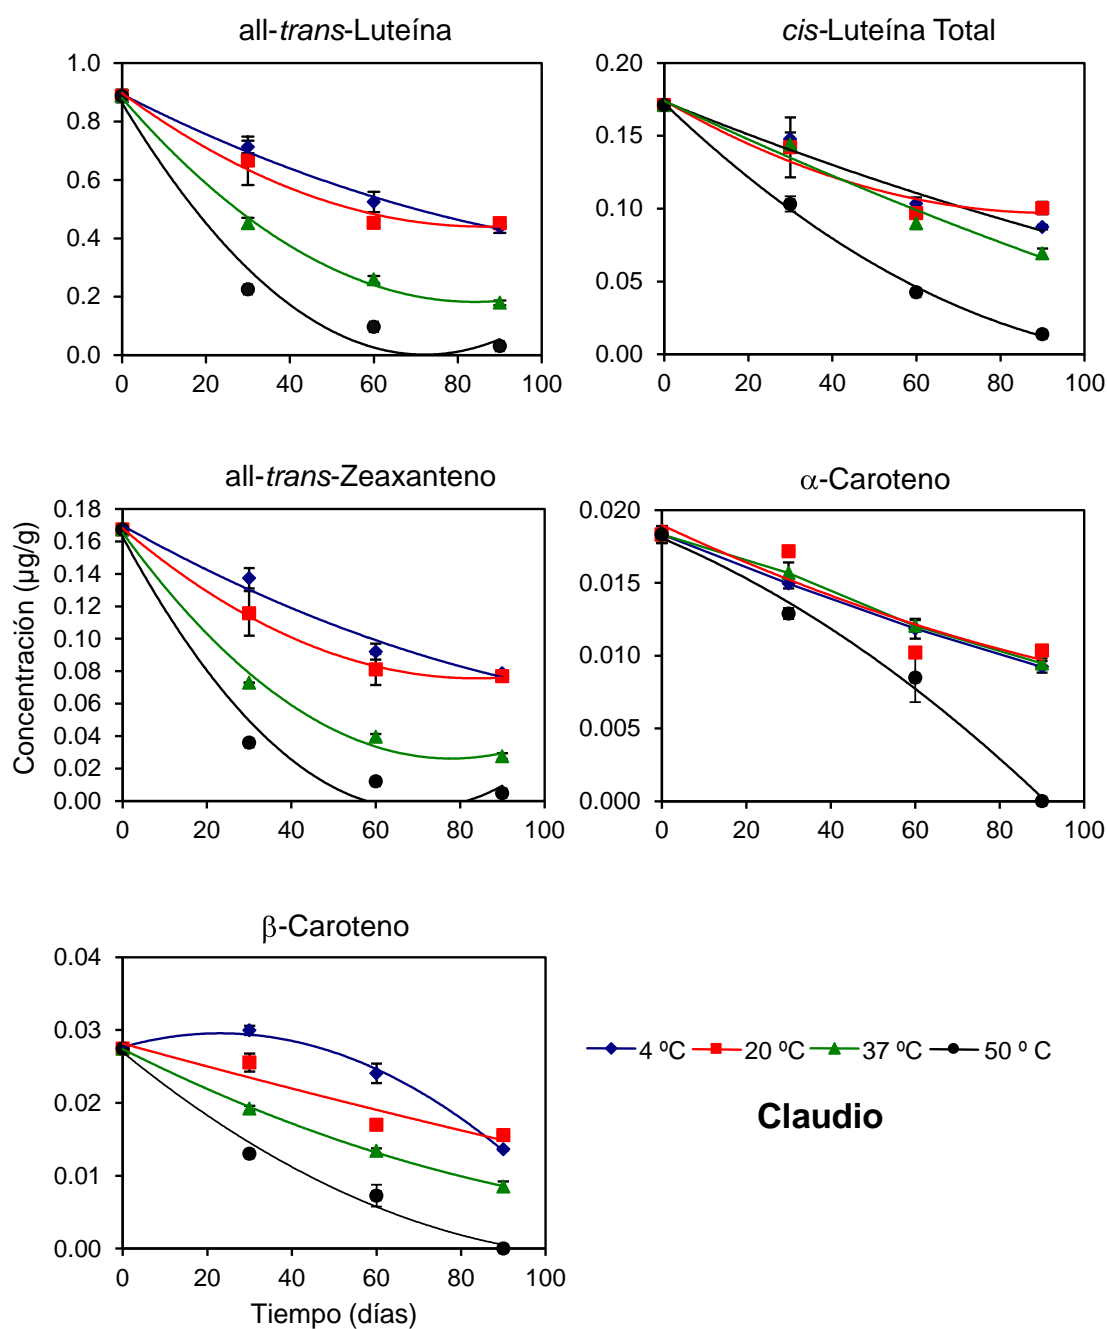 all-trans-Luteína
1.0
0.8
0.6
0.4
0.2
0.0
0 20 40 60 80 100
cis-Luteína Total
0.20
0.15
0.10
0.05
0.00
0 20 40 60 80 100
all-trans-Zeaxanteno
Concentración (µg/g)
0.18
0.16
0.14
0.12
0.10
0.08
0.06
0.04
0.02
0.00
0 20 40 60 80 100
α-Caroteno
0.020
0.015
0.010
0.005
0.000
0 20 40 60 80 100
β-Caroteno
0.04
0.03
0.02
0.01
0.00
0 20 40 60 80 100
Tiempo (días)
4 ºC 20 ºC 37 ºC 50 º C
Claudio